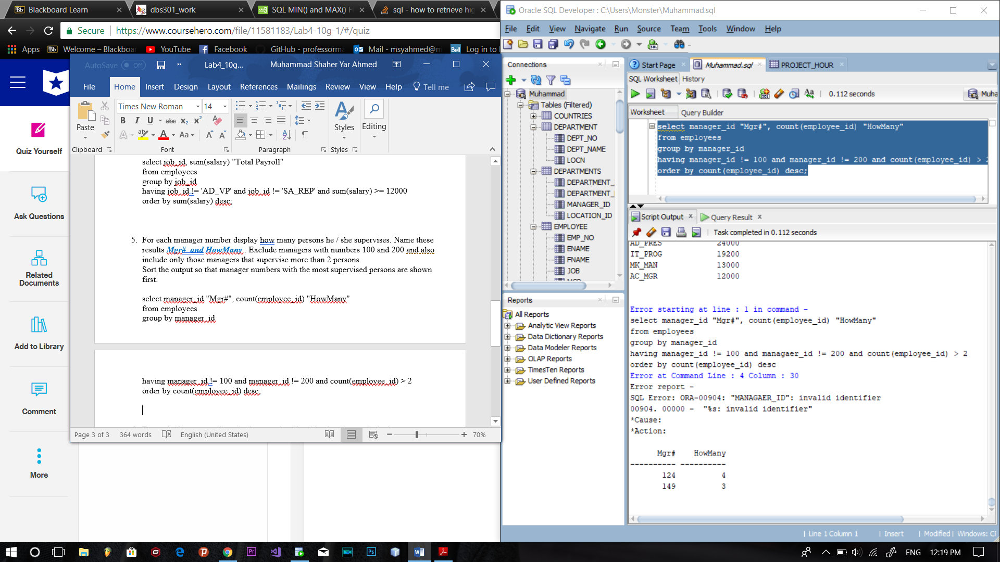 Blackboard Learn
dbs301_work
SQL MIN() and MAX() F
sql - how to retrieve hig
Secure
https://www.coursehero.com/file/11581183/Lab4-10g-1/#/quiz
Apps
Welcome – Blackboar
YouTube
Facebook
GitHub - professorma
Mail - msyahmed@m
Bell
Log in to
AutoSave
Off
Lab4_10g...
Muhammad Shaher Yar Ahmed
File
Home
Insert
Design
Layout
References
Mailings
Review
View
Help
Tell me
Times New Roman
14
Paste
Styles
Editing
Clipboard
Font
Paragraph
Styles
Quiz Yourself
Ask Questions
Related
Documents
Add to Library
Comment
More
select job_id, sum(salary) "Total Payroll"
from employees
group by job_id
having job_id != 'AD_VP' and job_id != 'SA_REP' and sum(salary) >= 12000
order by sum(salary) desc;
5. For each manager number display how many persons he / she supervises. Name these
results Mgr# and HowMany . Exclude managers with numbers 100 and 200 and also
include only those managers that supervise more than 2 persons.
Sort the output so that manager numbers with the most supervised persons are shown
first.
select manager_id "Mgr#", count(employee_id) "HowMany"
from employees
group by manager_id
having manager_id != 100 and manager_id != 200 and count(employee_id) > 2
order by count(employee_id) desc;
Page 3 of 3
364 words
English (United States)
70%
Oracle SQL Developer : C:\Users\Monster\Muhammad.sql
File
Edit
View
Navigate
Run
Source
Team
Tools
Window
Help
Connections
Muhammad
Tables (Filtered)
COUNTRIES
DEPARTMENT
DEPT_NO
DEPT_NAME
LOCN
DEPARTMENTS
DEPARTMENT_
DEPARTMENT_
MANAGER_ID
LOCATION_ID
EMPLOYEE
EMP_NO
ENAME
FNAME
JOB
Reports
All Reports
Analytic View Reports
Data Dictionary Reports
Data Modeler Reports
OLAP Reports
TimesTen Reports
User Defined Reports
Start Page
Muhammad.sql
PROJECT_HOUR
SQL Worksheet
History
0.112 seconds
Muha
Worksheet
Query Builder
select manager_id "Mgr#", count(employee_id) "HowMany"
from employees
group by manager_id
having manager_id != 100 and manager_id != 200 and count(employee_id) > 2
order by count(employee_id) desc;
Script Output
Query Result
Task completed in 0.112 seconds
AD_PRES 24000
IT_PROG 19200
MK_MAN 13000
AC_MGR 12000
Error starting at line : 1 in command -
select manager_id "Mgr#", count(employee_id) "HowMany"
from employees
group by manager_id
having manager_id != 100 and managaer_id != 200 and count(employee_id) > 2
order by count(employee_id) desc
Error at Command Line : 4 Column : 30
Error report -
SQL Error: ORA-00904: "MANAGAER_ID": invalid identifier
00904. 00000 - "%s: invalid identifier"
*Cause:
*Action:
Mgr# HowMany
---------- ----------
124 4
149 3
Line 1 Column 1
Insert
Modified
Windows: CF
ENG
12:19 PM